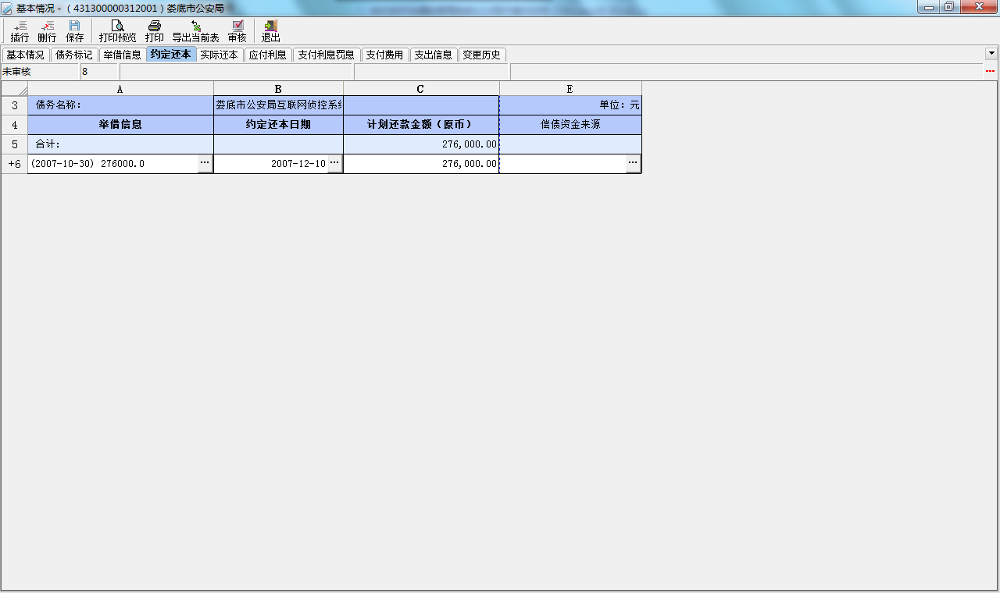 基本情况 - （431300000312001）娄底市公安局
插行 删行 保存 打印预览 打印 导出当前表 审核 退出
基本情况 债务标记 举借信息 约定还本 实际还本 应付利息 支付利息罚息 支付费用 支出信息 变更历史
未审核 8
A B C E
3 债务名称： 娄底市公安局互联网侦控系 单位：元
4 举借信息 约定还本日期 计划还款金额（原币） 偿债资金来源
5 合计： 276,000.00
+6 (2007-10-30) 276000.0 ... 2007-12-10 ... 276,000.00 ...